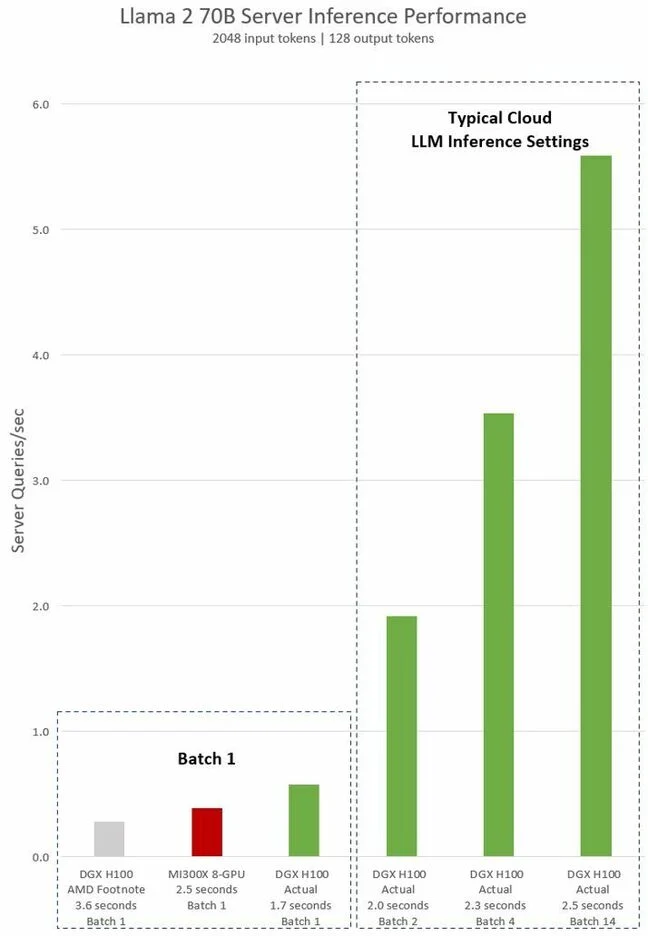 Llama 2 70B Server Inference Performance
2048 input tokens | 128 output tokens
Server Queries/sec
6.0
5.0
4.0
3.0
2.0
1.0
0.0
Typical Cloud
LLM Inference Settings
Batch 1
DGX H100
AMD Footnote
3.6 seconds
Batch 1
MI300X 8-GPU
2.5 seconds
Batch 1
DGX H100
Actual
1.7 seconds
Batch 1
DGX H100
Actual
2.0 seconds
Batch 2
DGX H100
Actual
2.3 seconds
Batch 4
DGX H100
Actual
2.5 seconds
Batch 14